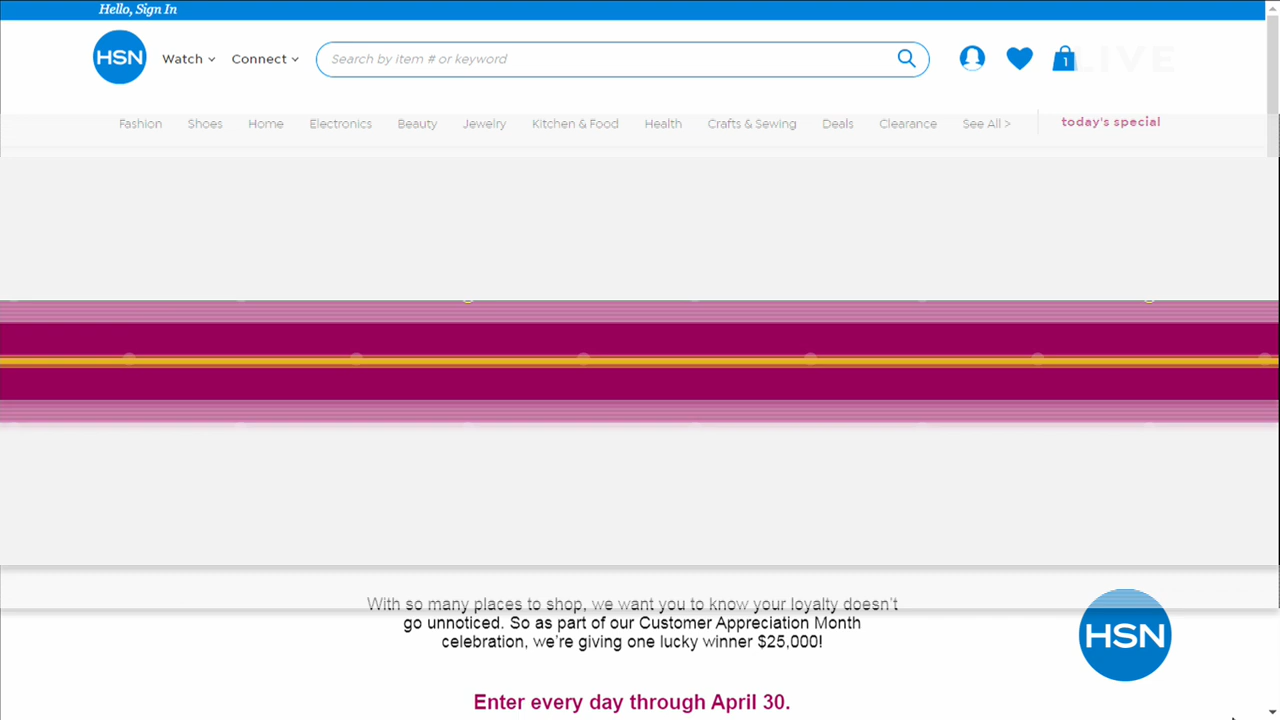 Hello, Sign In
HSN Watch Connect Search by item # or keyword 1 LIVE
Fashion Shoes Home Electronics Beauty Jewelry Kitchen & Food Health Crafts & Sewing Deals Clearance See All > today's special
With so many places to shop, we want you to know your loyalty doesn't
go unnoticed. So as part of our Customer Appreciation Month
celebration, we're giving one lucky winner $25,000!
HSN
Enter every day through April 30.